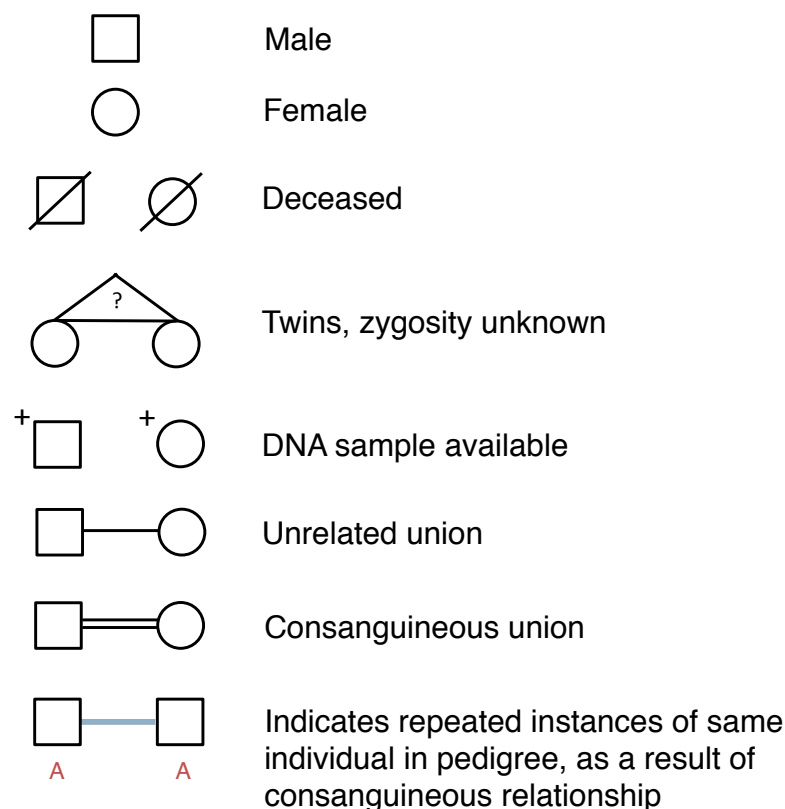 Male
Female
Deceased
?
Twins, zygosity unknown
+ +
DNA sample available
Unrelated union
Consanguineous union
Indicates repeated instances of same
individual in pedigree, as a result of
consanguineous relationship
A A